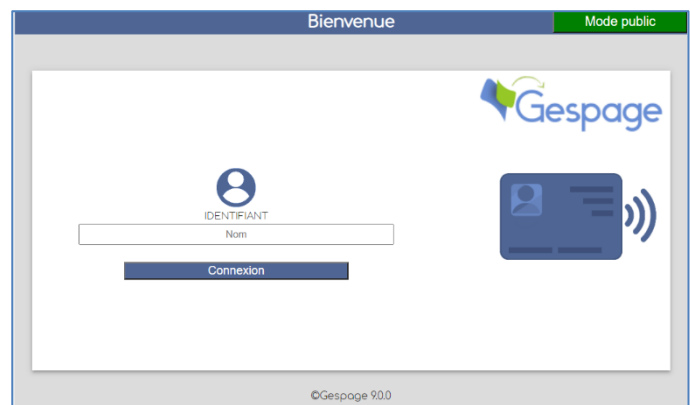 Bienvenue
Mode public
Gespage
IDENTIFIANT
Nom
Connexion
©Gespage 9.0.0